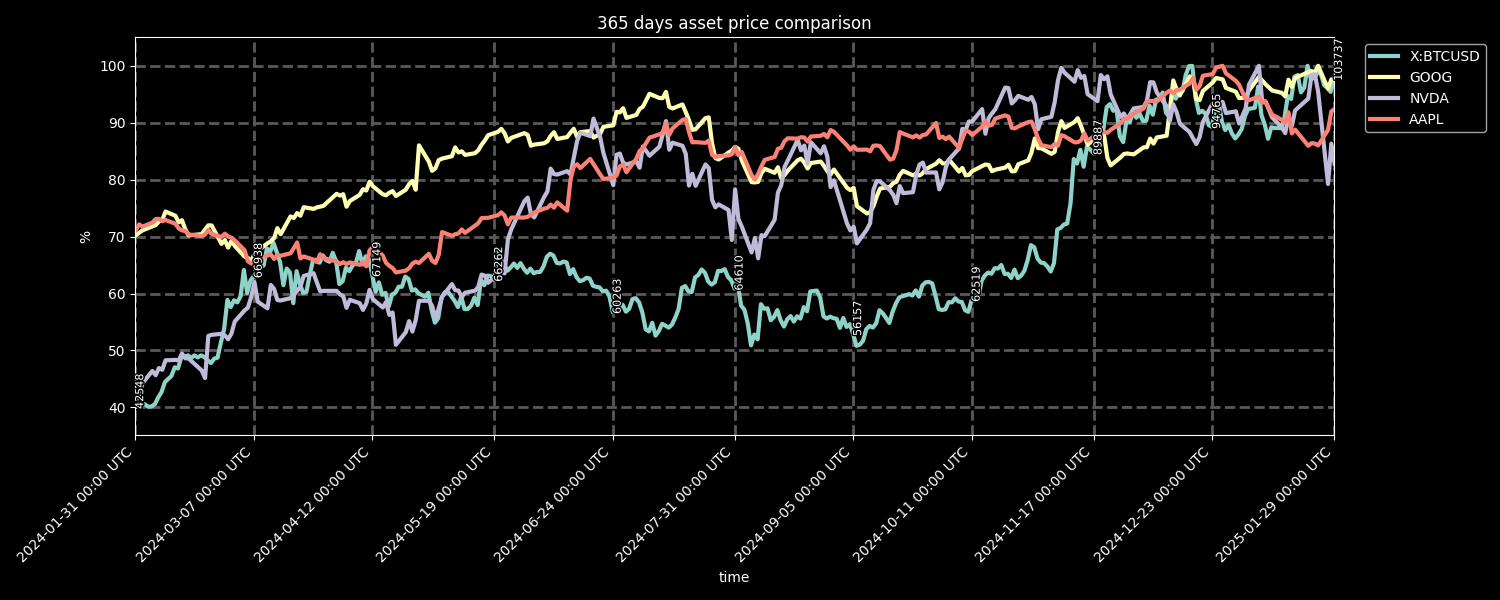 365 days asset price comparison
100
90
80
70
60
50
40
%
42548
66938
67149
66262
60263
64610
56157
62519
89887
94765
103737
X:BTCUSD
GOOG
NVDA
AAPL
2024-01-31 00:00 UTC
2024-03-07 00:00 UTC
2024-04-12 00:00 UTC
2024-05-19 00:00 UTC
2024-06-24 00:00 UTC
2024-07-31 00:00 UTC
2024-09-05 00:00 UTC
2024-10-11 00:00 UTC
2024-11-17 00:00 UTC
2024-12-23 00:00 UTC
2025-01-29 00:00 UTC
time